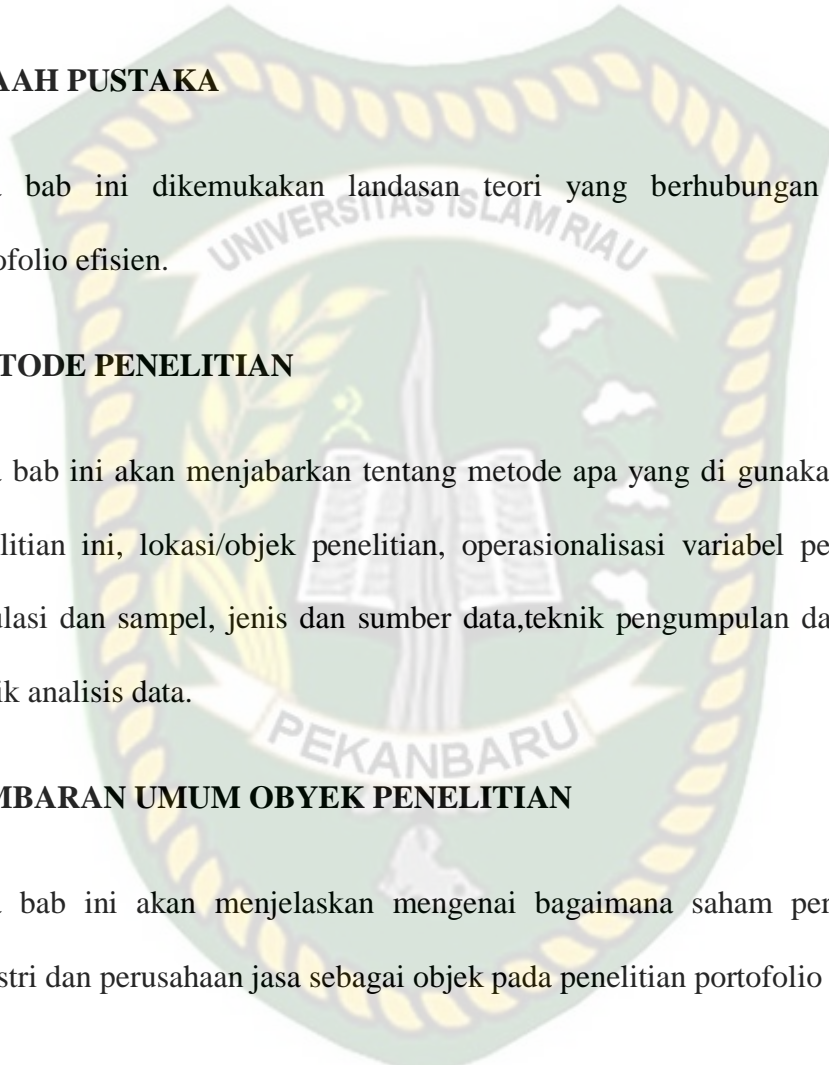 AAH PUSTAKA
bab ini dikemukakan landasan teori yang berhubungan
UNIVERSITAS ISLAM RIAU
ofolio efisien.
TODE PENELITIAN
bab ini akan menjabarkan tentang metode apa yang di gunaka
litian ini, lokasi/objek penelitian, operasionalisasi variabel pe
ulasi dan sampel, jenis dan sumber data,teknik pengumpulan da
ik analisis data.
PEKANBARU
MBARAN UMUM OBYEK PENELITIAN
bab ini akan menjelaskan mengenai bagaimana saham per
stri dan perusahaan jasa sebagai objek pada penelitian portofolio